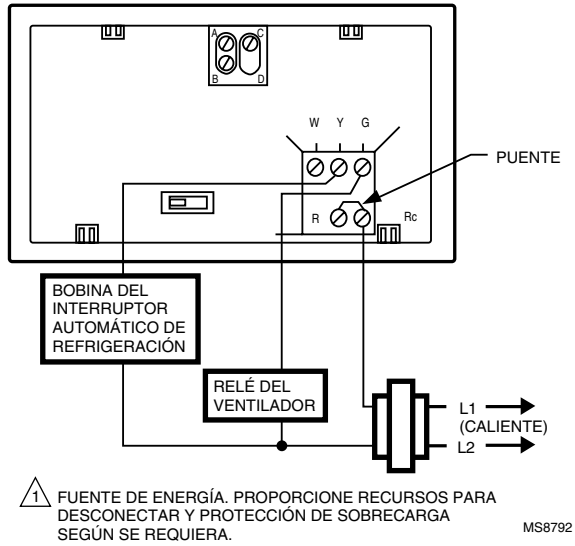 A C
B D
W Y G
PUENTE
R Rc
BOBINA DEL
INTERRUPTOR
AUTOMÁTICO DE
REFRIGERACIÓN
RELÉ DEL
VENTILADOR
L1
(CALIENTE)
L2
1 FUENTE DE ENERGÍA. PROPORCIONE RECURSOS PARA
DESCONECTAR Y PROTECCIÓN DE SOBRECARGA
SEGÚN SE REQUIERA.
MS8792